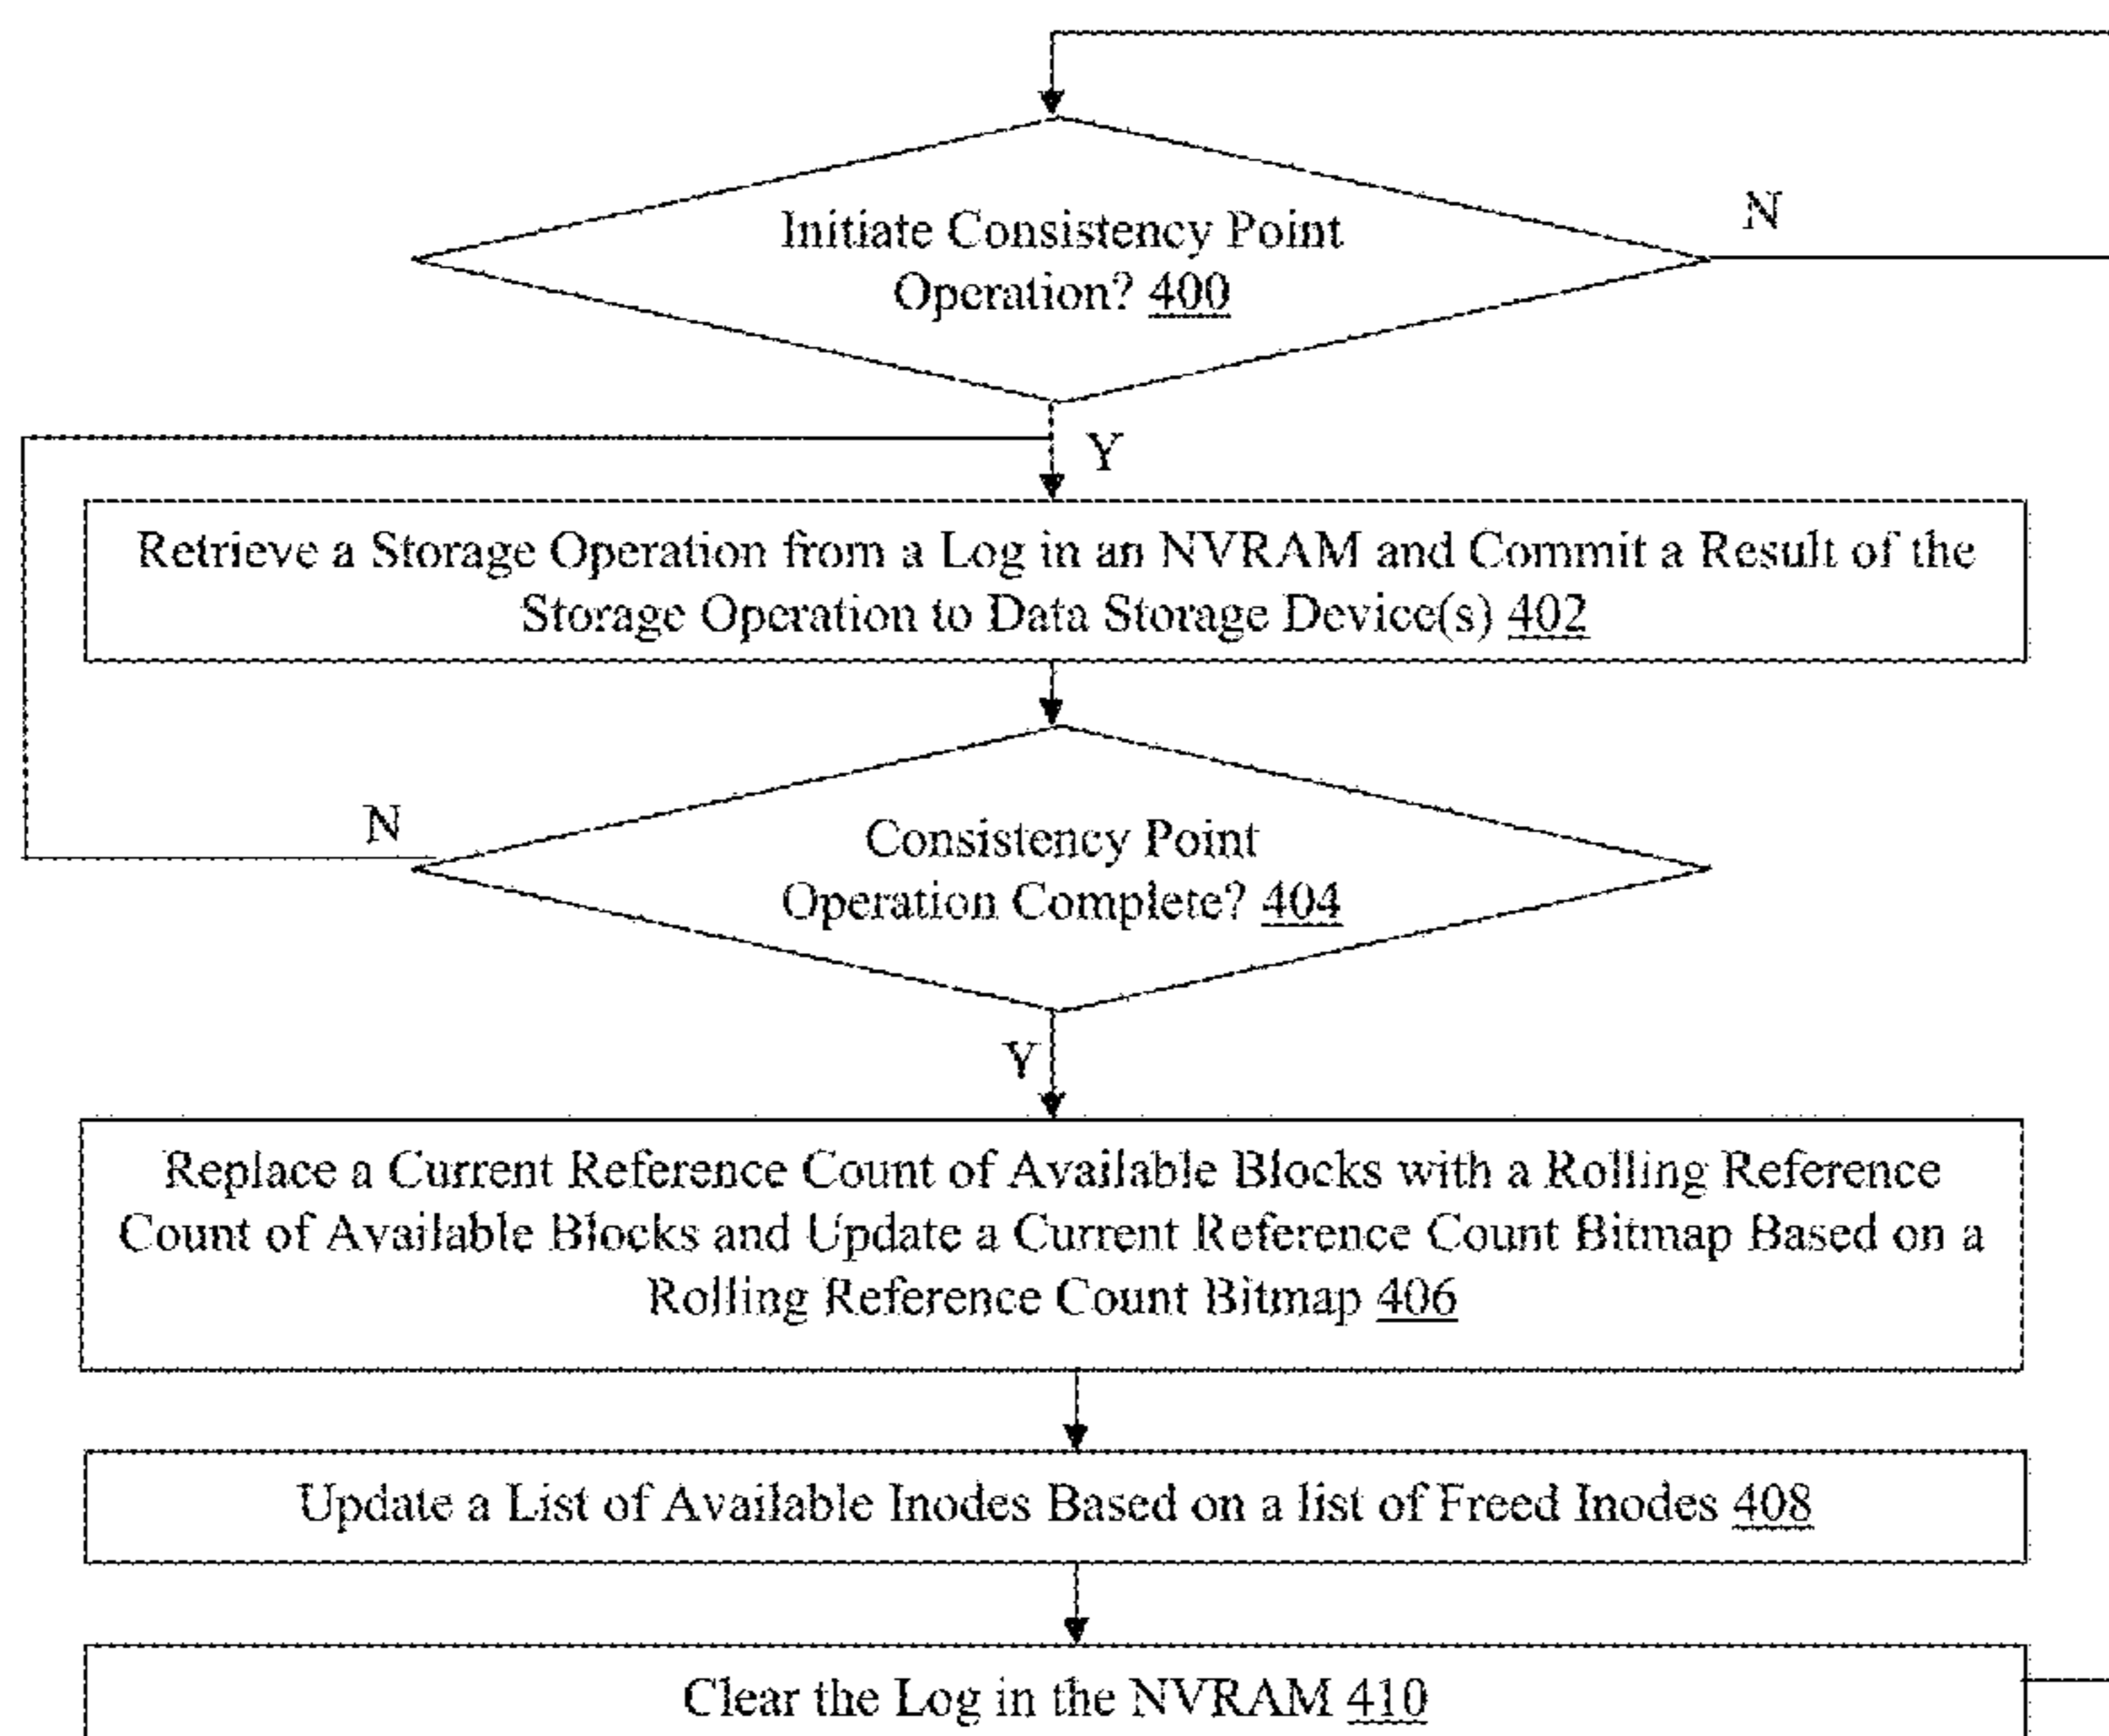 Initiate Consistency Point
Operation? 400
N
Y
Retrieve a Storage Operation from a Log in an NVRAM and Commit a Result of the
Storage Operation to Data Storage Device(s) 402
N
Consistency Point
Operation Complete? 404
Y
Replace a Current Reference Count of Available Blocks with a Rolling Reference
Count of Available Blocks and Update a Current Reference Count Bitmap Based on a
Rolling Reference Count Bitmap 406
Update a List of Available Inodes Based on a list of Freed Inodes 408
Clear the Log in the NVRAM 410